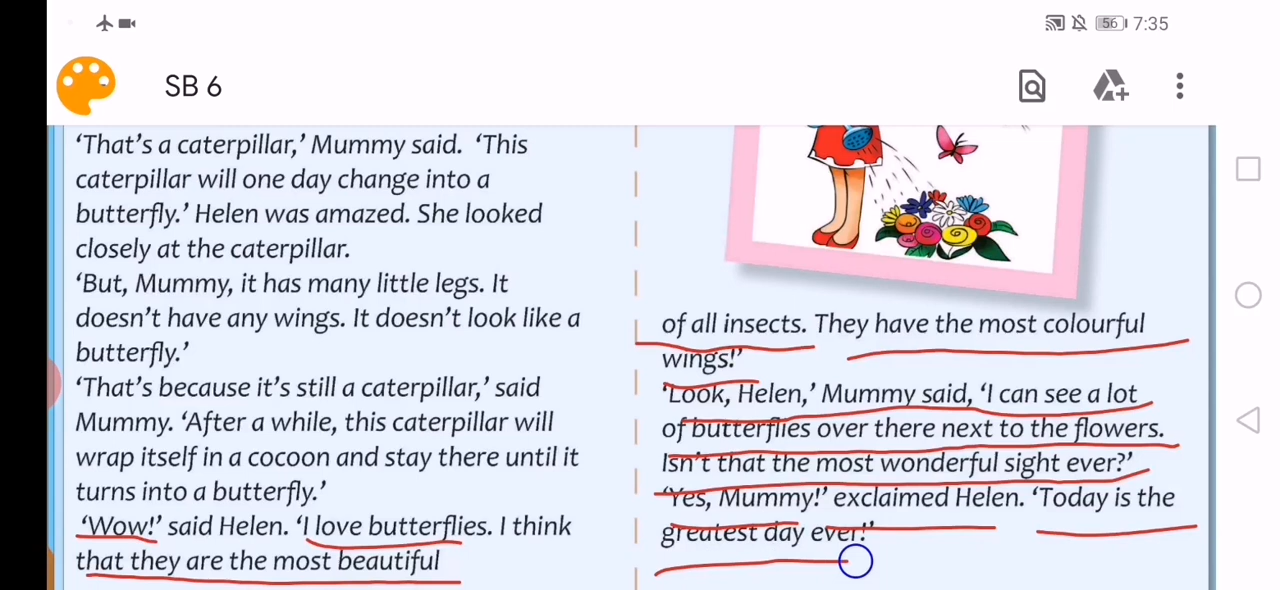 56 7:35
SB 6
‘That’s a caterpillar,’ Mummy said. ‘This
caterpillar will one day change into a
butterfly.’ Helen was amazed. She looked
closely at the caterpillar.
‘But, Mummy, it has many little legs. It
doesn’t have any wings. It doesn’t look like a
butterfly.’
‘That’s because it’s still a caterpillar,’ said
Mummy. ‘After a while, this caterpillar will
wrap itself in a cocoon and stay there until it
turns into a butterfly.’
‘Wow!’ said Helen. ‘I love butterflies. I think
that they are the most beautiful
of all insects. They have the most colourful
wings!’
‘Look, Helen,’ Mummy said, ‘I can see a lot
of butterflies over there next to the flowers.
Isn’t that the most wonderful sight ever?’
‘Yes, Mummy!’ exclaimed Helen. ‘Today is the
greatest day ever!’